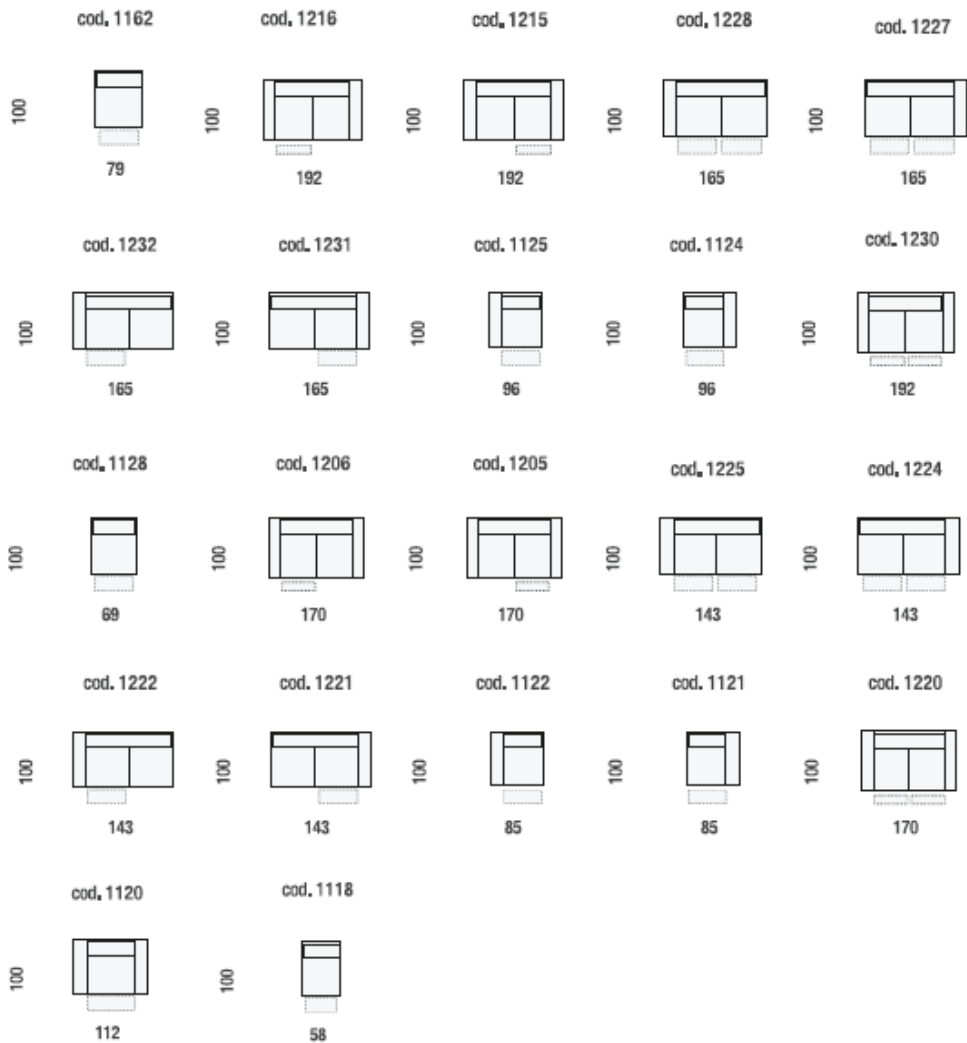 cod. 1162
cod. 1216
cod. 1215
cod. 1228
cod. 1227
100
100
100
100
100
79
192
192
165
165
cod. 1232
cod. 1231
cod. 1125
cod. 1124
cod. 1230
100
100
100
100
100
165
165
96
96
192
cod. 1128
cod. 1206
cod. 1205
cod. 1225
cod. 1224
100
100
100
100
100
69
170
170
143
143
cod. 1222
cod. 1221
cod. 1122
cod. 1121
cod. 1220
100
100
100
100
100
143
143
85
85
170
cod. 1120
cod. 1118
100
100
112
58